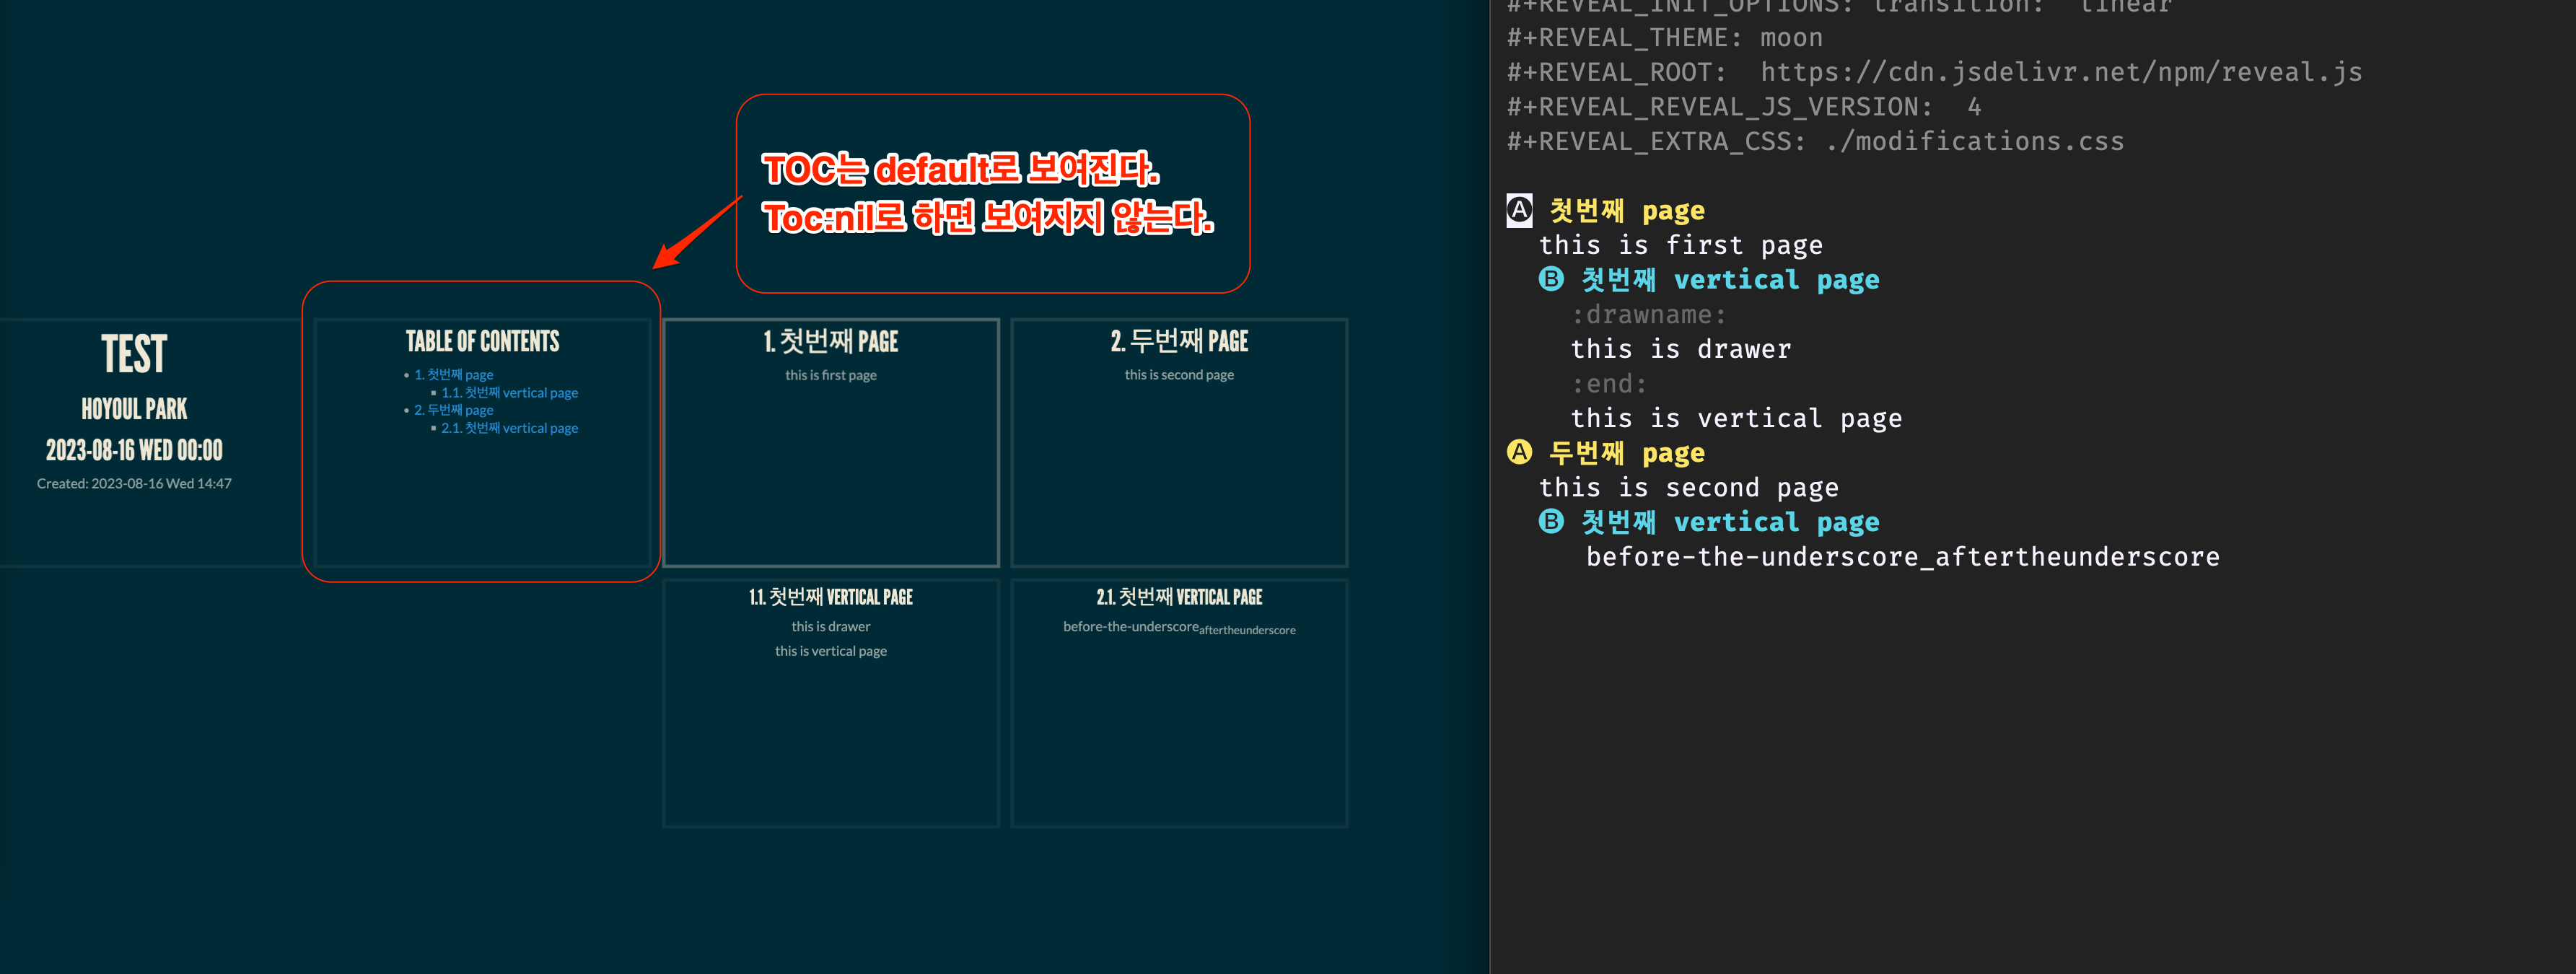 TOC는 default로 보여진다.
Toc:nil로 하면 보여지지 않는다.
TEST
HOYOUL PARK
2023-08-16 WED 00:00
Created: 2023-08-16 Wed 14:47
TABLE OF CONTENTS
• 1. 첫번째 page
▪ 1.1. 첫번째 vertical page
• 2. 두번째 page
▪ 2.1. 첫번째 vertical page
1. 첫번째 PAGE
this is first page
2. 두번째 PAGE
this is second page
1.1. 첫번째 VERTICAL PAGE
this is drawer
this is vertical page
2.1. 첫번째 VERTICAL PAGE
before-the-underscoreaftertheunderscore
#+REVEAL_INIT_OPTIONS: transition: "linear"
#+REVEAL_THEME: moon
#+REVEAL_ROOT:  https://cdn.jsdelivr.net/npm/reveal.js
#+REVEAL_REVEAL_JS_VERSION:  4
#+REVEAL_EXTRA_CSS: ./modifications.css
🅐 첫번째 page
this is first page
🅑 첫번째 vertical page
:drawname:
this is drawer
:end:
this is vertical page
🅐 두번째 page
this is second page
🅑 첫번째 vertical page
before-the-underscore_aftertheunderscore